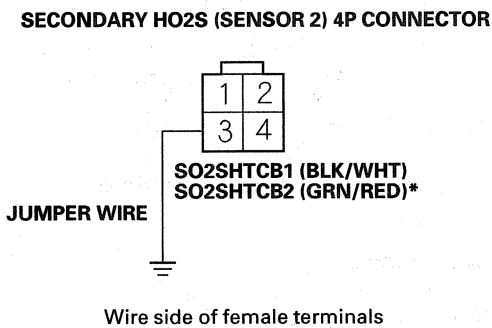 SECONDARY HO2S (SENSOR 2) 4P CONNECTOR
1 2
3 4
SO2SHTCB1 (BLK/WHT)
SO2SHTCB2 (GRN/RED)*
JUMPER WIRE
Wire side of female terminals